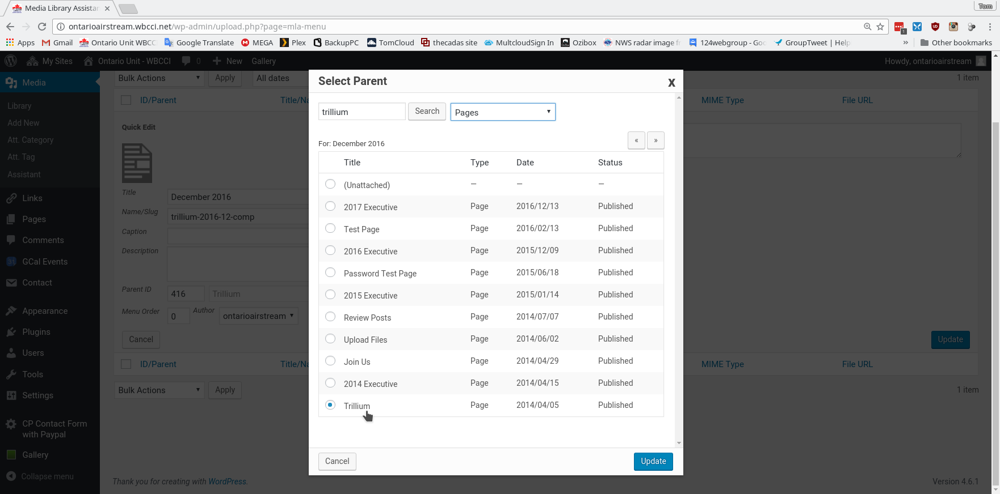 Media Library Assistan
Tom
ontarioairstream.wbcci.net/wp-admin/upload.php?page=mla-menu
1
Apps Gmail Ontario Unit WBCC Google Translate MEGA Plex BackupPC TomCloud thecadas site MultcloudSign In Ozibox NWS radar image f 124webgroup - Goo GroupTweet | Help » Other bookmarks
My Sites Ontario Unit - WBCCI 0 New Gallery Howdy, ontarioairstream
Media
Library
Add New
Att. Category
Att. Tag
Assistant
Links
Pages
Comments
31 GCal Events
Contact
Appearance
Plugins
Users
Tools
Settings
CP Contact Form
with Paypal
Gallery
Collapse menu
Bulk Actions Apply All dates 1 item
ID/Parent Title/Na MIME Type File URL
Quick Edit
Title December 2016
Name/Slug trillium-2016-12-comp
Caption
Description
Parent ID 416 Trillium
Menu Order 0 Author ontarioairstream
Cancel Update
ID/Parent Title/Na MIME Type File URL
Bulk Actions Apply 1 item
Select Parent X
trillium Search Pages
For: December 2016 « »
Title Type Date Status
(Unattached) — — —
2017 Executive Page 2016/12/13 Published
Test Page Page 2016/02/13 Published
2016 Executive Page 2015/12/09 Published
Password Test Page Page 2015/06/18 Published
2015 Executive Page 2015/01/14 Published
Review Posts Page 2014/07/07 Published
Upload Files Page 2014/06/02 Published
Join Us Page 2014/04/29 Published
2014 Executive Page 2014/04/15 Published
Trillium Page 2014/04/05 Published
Cancel Update
Thank you for creating with WordPress. Version 4.6.1